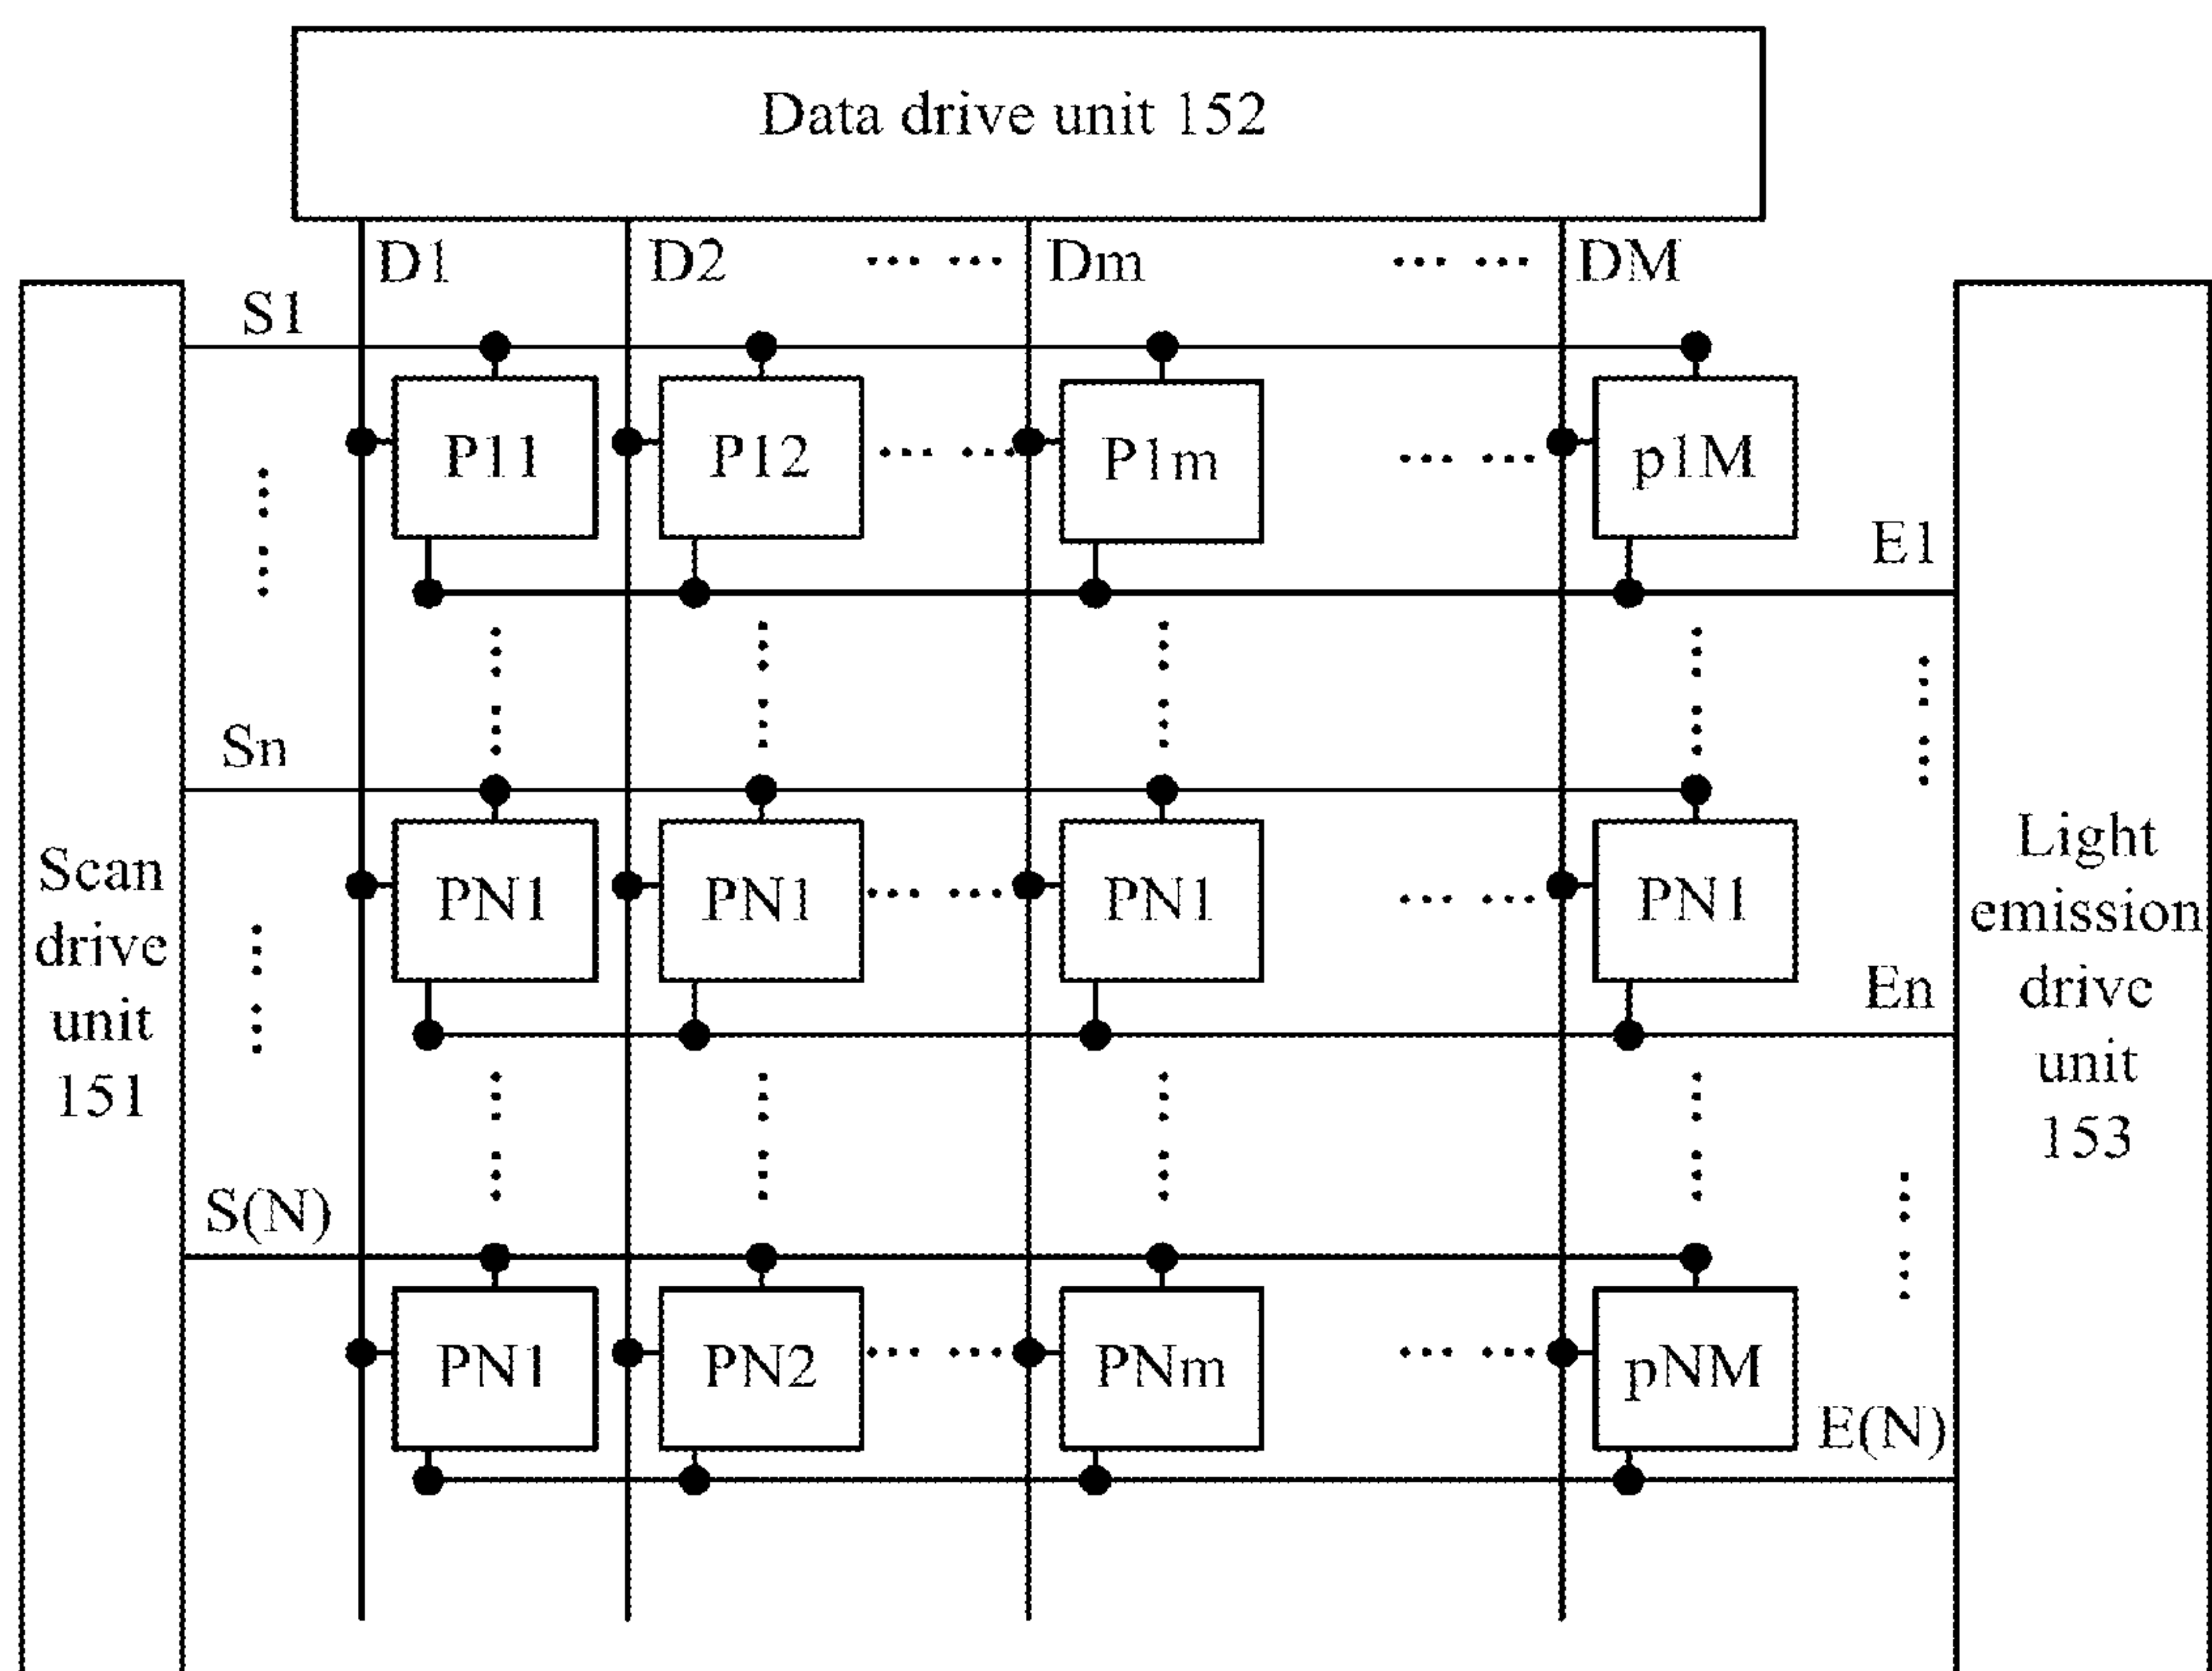 Data drive unit 152
D1 D2 ... ... Dm ... ... DM
S1
P11 P12 ... ... P1m ... ... p1M
E1
Sn
PN1 PN1 ... ... PN1 ... ... PN1
En
Scan
drive
unit
151
Light
emission
drive
unit
153
S(N)
PN1 PN2 ... ... PNm ... ... pNM
E(N)